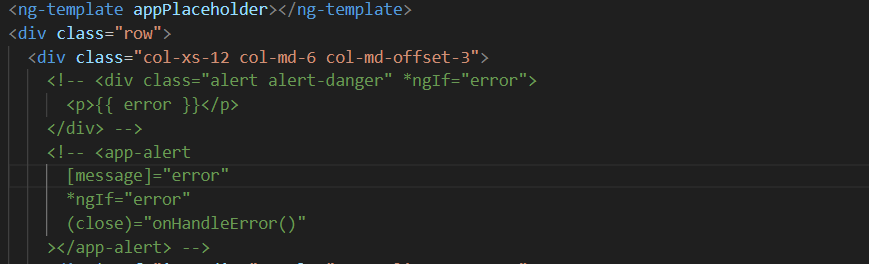 <ng-template appPlaceholder></ng-template>
<div class="row">
<div class="col-xs-12 col-md-6 col-md-offset-3">
<!-- <div class="alert alert-danger" *ngIf="error">
<p>{{ error }}</p>
</div> -->
<!-- <app-alert
[message]="error"
*ngIf="error"
(close)="onHandleError()"
></app-alert> -->